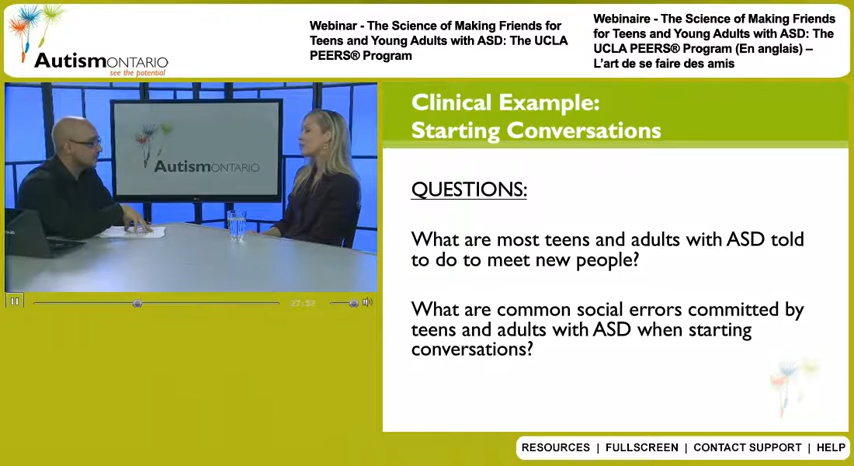 Webinar - The Science of Making Friends for
Teens and Young Adults with ASD: The UCLA
PEERS® Program
Webinaire - The Science of Making Friends
for Teens and Young Adults with ASD: The
UCLA PEERS® Program (En anglais) –
L'art de se faire des amis
AutismONTARIO
see the potential
AutismONTARIO
Clinical Example:
Starting Conversations
QUESTIONS:
What are most teens and adults with ASD told
to do to meet new people?
What are common social errors committed by
teens and adults with ASD when starting
conversations?
RESOURCES | FULLSCREEN | CONTACT SUPPORT | HELP